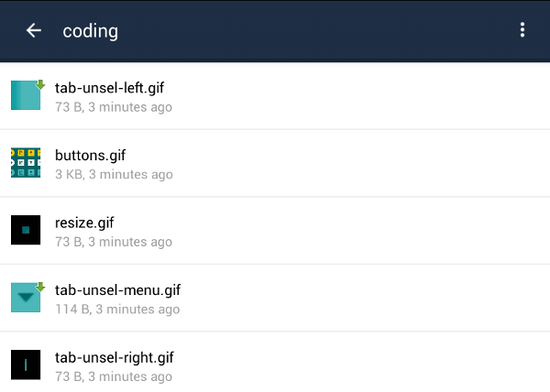 coding
tab-unsel-left.gif
73 B, 3 minutes ago
buttons.gif
3 KB, 3 minutes ago
resize.gif
73 B, 3 minutes ago
tab-unsel-menu.gif
114 B, 3 minutes ago
tab-unsel-right.gif
73 B, 3 minutes ago